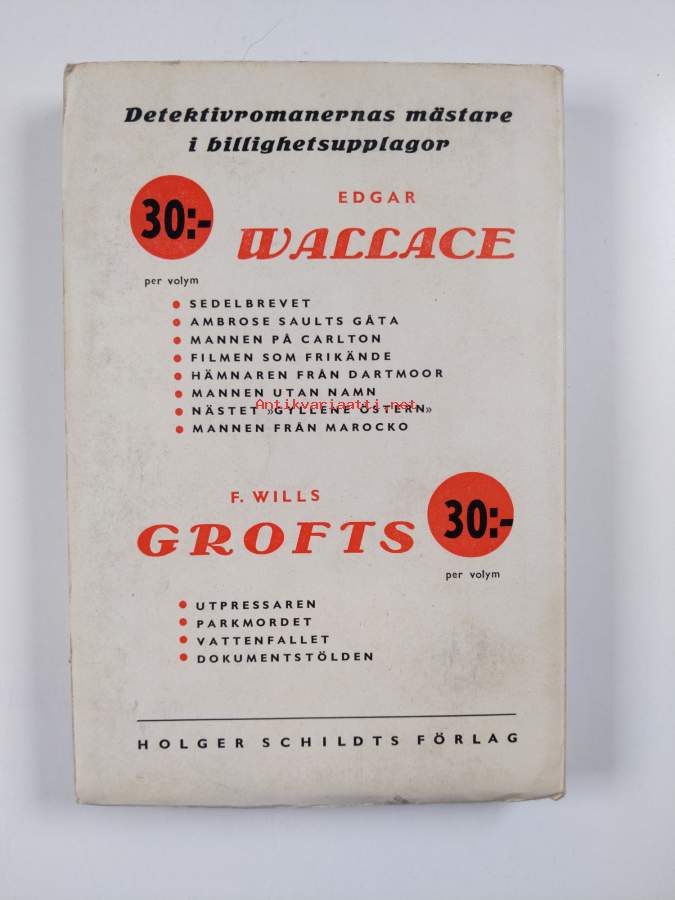 Detektivromanernas mästare
i billighetsupplagor
30:-
per volym
EDGAR
WALLACE
SEDELBREVET
AMBROSE SAULTS GÅTA
MANNEN PÅ CARLTON
FILMEN SOM FRIKÄNDE
HÄMNAREN FRÅN DARTMOOR
MANNEN UTAN NAMN
Antikvariaatti.net
NÄSTET »GYLLENE ÖSTERN»
MANNEN FRÅN MAROCKO
F. WILLS
GROFTS
30:-
per volym
UTPRESSAREN
PARKMORDET
VATTENFALLET
DOKUMENTSTÖLDEN
HOLGER SCHILDTS FÖRLAG